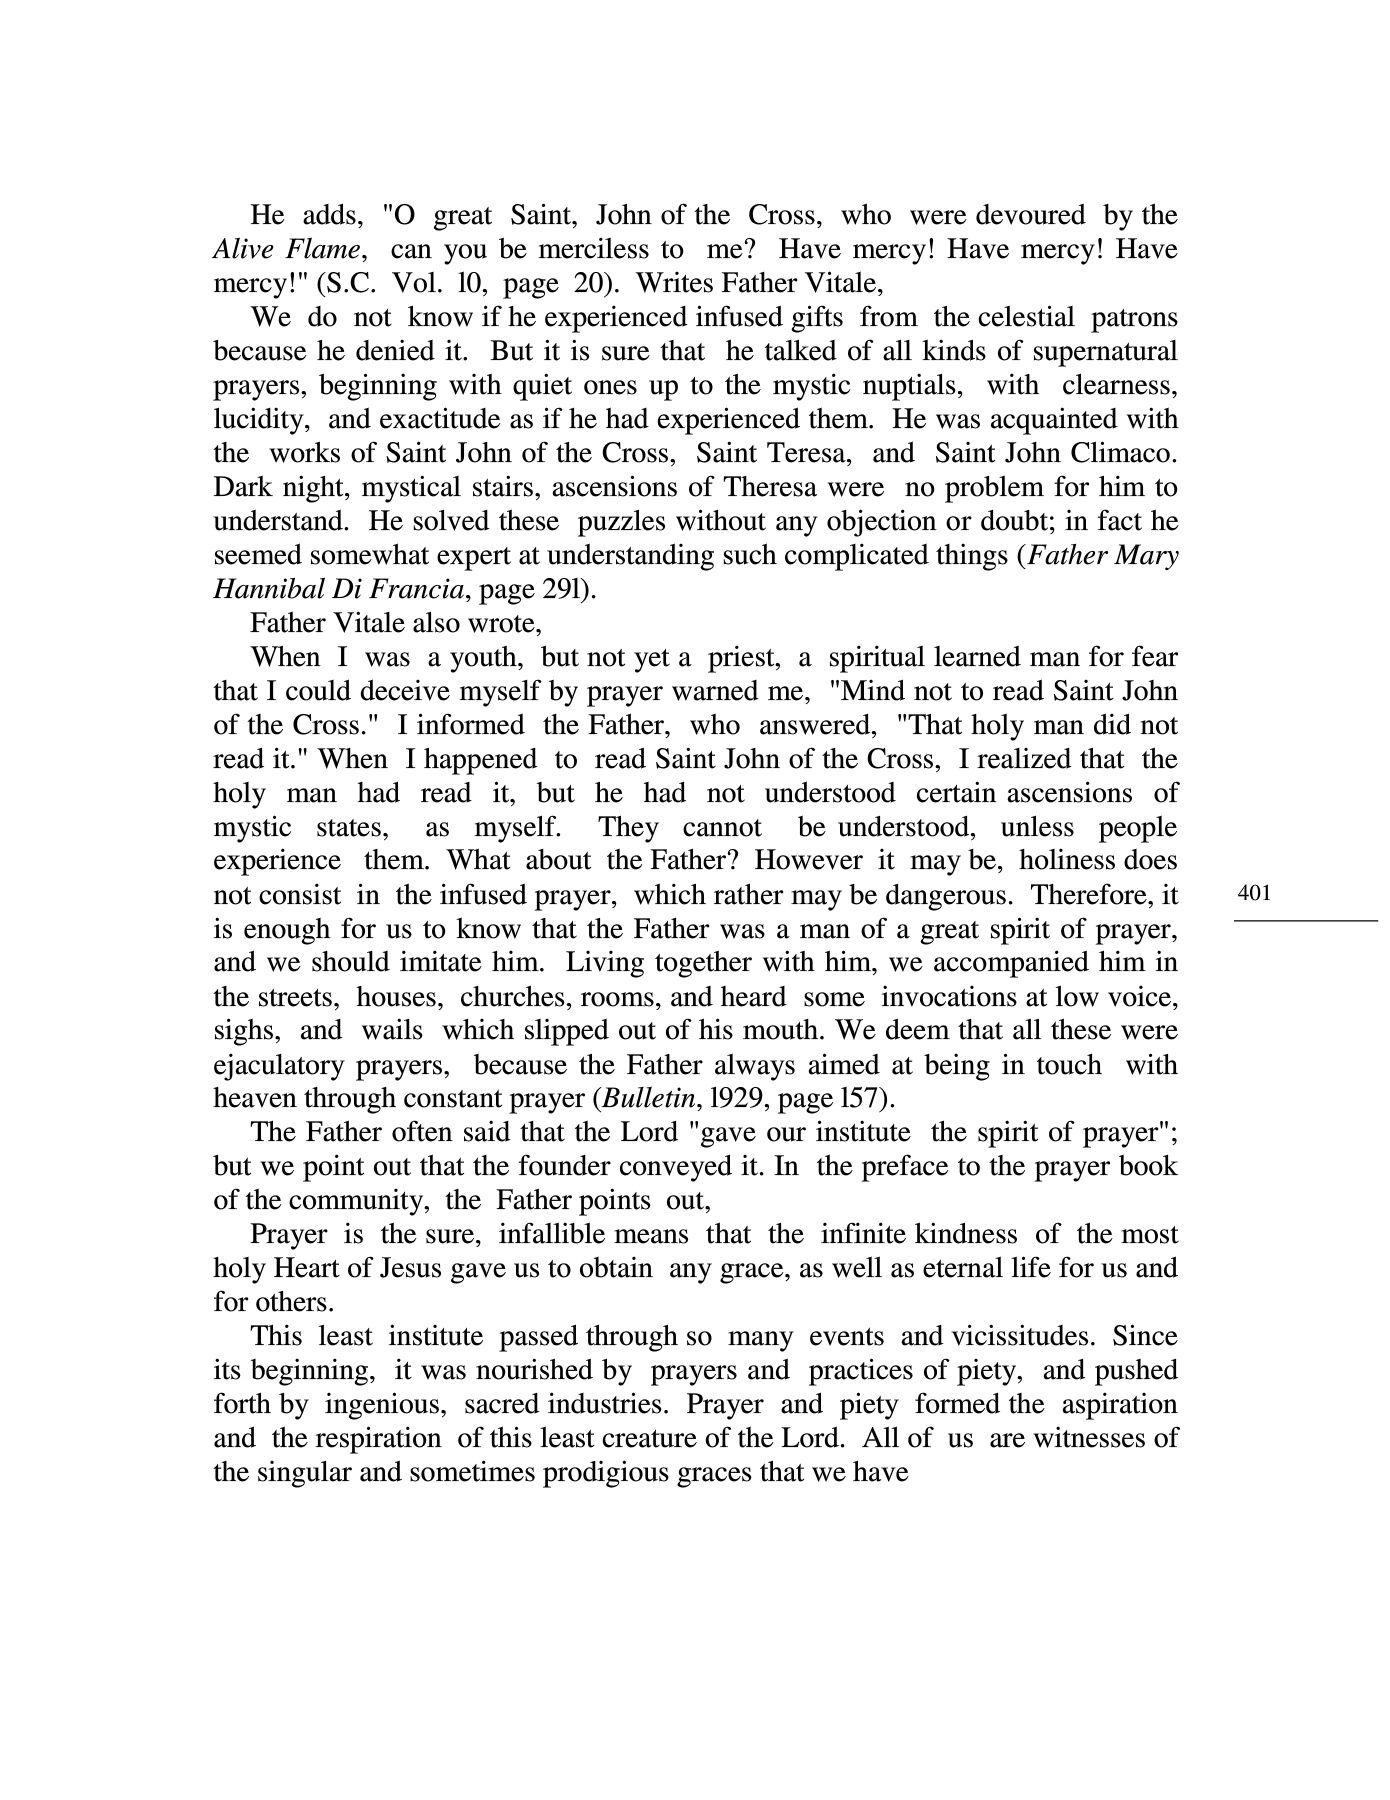 He adds, "O great Saint, John of the Cross, who were devoured by the
Alive Flame, can you be merciless to me? Have mercy! Have mercy! Have
mercy!" (S.C. Vol. l0, page 20). Writes Father Vitale,
We do not know if he experienced infused gifts from the celestial patrons
because he denied it. But it is sure that he talked of all kinds of supernatural
prayers, beginning with quiet ones up to the mystic nuptials, with clearness,
lucidity, and exactitude as if he had experienced them. He was acquainted with
the works of Saint John of the Cross, Saint Teresa, and Saint John Climaco.
Dark night, mystical stairs, ascensions of Theresa were no problem for him to
understand. He solved these puzzles without any objection or doubt; in fact he
seemed somewhat expert at understanding such complicated things (Father Mary
Hannibal Di Francia, page 29l).
Father Vitale also wrote,
When I was a youth, but not yet a priest, a spiritual learned man for fear
that I could deceive myself by prayer warned me, "Mind not to read Saint John
of the Cross." I informed the Father, who answered, "That holy man did not
read it." When I happened to read Saint John of the Cross, I realized that the
holy man had read it, but he had not understood certain ascensions of
mystic states, as myself. They cannot be understood, unless people
experience them. What about the Father? However it may be, holiness does
not consist in the infused prayer, which rather may be dangerous. Therefore, it
is enough for us to know that the Father was a man of a great spirit of prayer,
and we should imitate him. Living together with him, we accompanied him in
the streets, houses, churches, rooms, and heard some invocations at low voice,
sighs, and wails which slipped out of his mouth. We deem that all these were
ejaculatory prayers, because the Father always aimed at being in touch with
heaven through constant prayer (Bulletin, l929, page l57).
The Father often said that the Lord "gave our institute the spirit of prayer";
but we point out that the founder conveyed it. In the preface to the prayer book
of the community, the Father points out,
Prayer is the sure, infallible means that the infinite kindness of the most
holy Heart of Jesus gave us to obtain any grace, as well as eternal life for us and
for others.
This least institute passed through so many events and vicissitudes. Since
its beginning, it was nourished by prayers and practices of piety, and pushed
forth by ingenious, sacred industries. Prayer and piety formed the aspiration
and the respiration of this least creature of the Lord. All of us are witnesses of
the singular and sometimes prodigious graces that we have
401